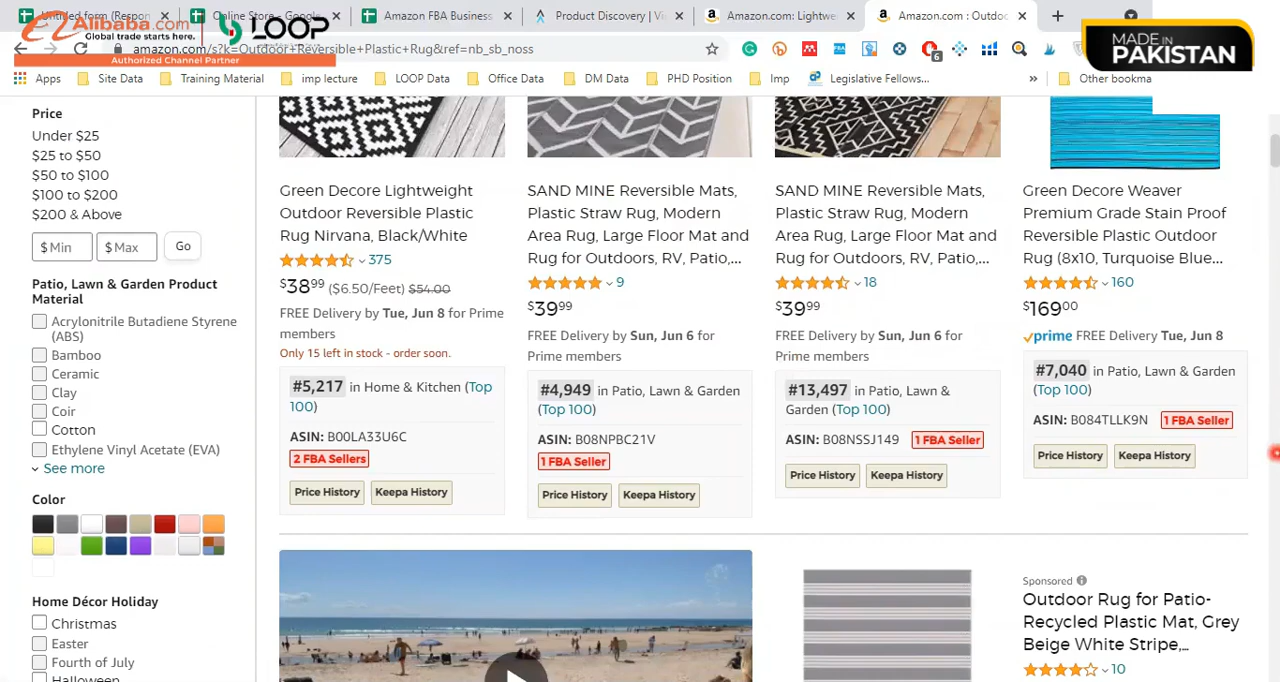 Untitled form (Respon
Online Store - Google
Amazon FBA Business
Product Discovery | Vi
Amazon.com: Lightwe
Amazon.com : Outdoo
Alibaba.com
Global trade starts here.
Authorized Channel Partner
LOOP
MADE IN
PAKISTAN
amazon.com/s?k=Outdoor+Reversible+Plastic+Rug&ref=nb_sb_noss
6
Apps
Site Data
Training Material
imp lecture
LOOP Data
Office Data
DM Data
PHD Position
Imp
Legislative Fellows...
»
Other bookma
Price
Under $25
$25 to $50
$50 to $100
$100 to $200
$200 & Above
$ Min
$ Max
Go
Patio, Lawn & Garden Product
Material
Acrylonitrile Butadiene Styrene
(ABS)
Bamboo
Ceramic
Clay
Coir
Cotton
Ethylene Vinyl Acetate (EVA)
See more
Color
Home Décor Holiday
Christmas
Easter
Fourth of July
Halloween
Green Decore Lightweight
Outdoor Reversible Plastic
Rug Nirvana, Black/White
375
$38⁹⁹ ($6.50/Feet) $54.00
FREE Delivery by Tue, Jun 8 for Prime
members
Only 15 left in stock - order soon.
#5,217 in Home & Kitchen (Top
100)
ASIN: B00LA33U6C
2 FBA Sellers
Price History
Keepa History
SAND MINE Reversible Mats,
Plastic Straw Rug, Modern
Area Rug, Large Floor Mat and
Rug for Outdoors, RV, Patio,...
9
$39⁹⁹
FREE Delivery by Sun, Jun 6 for
Prime members
#4,949 in Patio, Lawn & Garden
(Top 100)
ASIN: B08NPBC21V
1 FBA Seller
Price History
Keepa History
SAND MINE Reversible Mats,
Plastic Straw Rug, Modern
Area Rug, Large Floor Mat and
Rug for Outdoors, RV, Patio,...
18
$39⁹⁹
FREE Delivery by Sun, Jun 6 for
Prime members
#13,497 in Patio, Lawn &
Garden (Top 100)
ASIN: B08NSSJ149 1 FBA Seller
Price History
Keepa History
Green Decore Weaver
Premium Grade Stain Proof
Reversible Plastic Outdoor
Rug (8x10, Turquoise Blue...
160
$169⁰⁰
prime FREE Delivery Tue, Jun 8
#7,040 in Patio, Lawn & Garden
(Top 100)
ASIN: B084TLLK9N 1 FBA Seller
Price History
Keepa History
Sponsored
Outdoor Rug for Patio-
Recycled Plastic Mat, Grey
Beige White Stripe,...
10